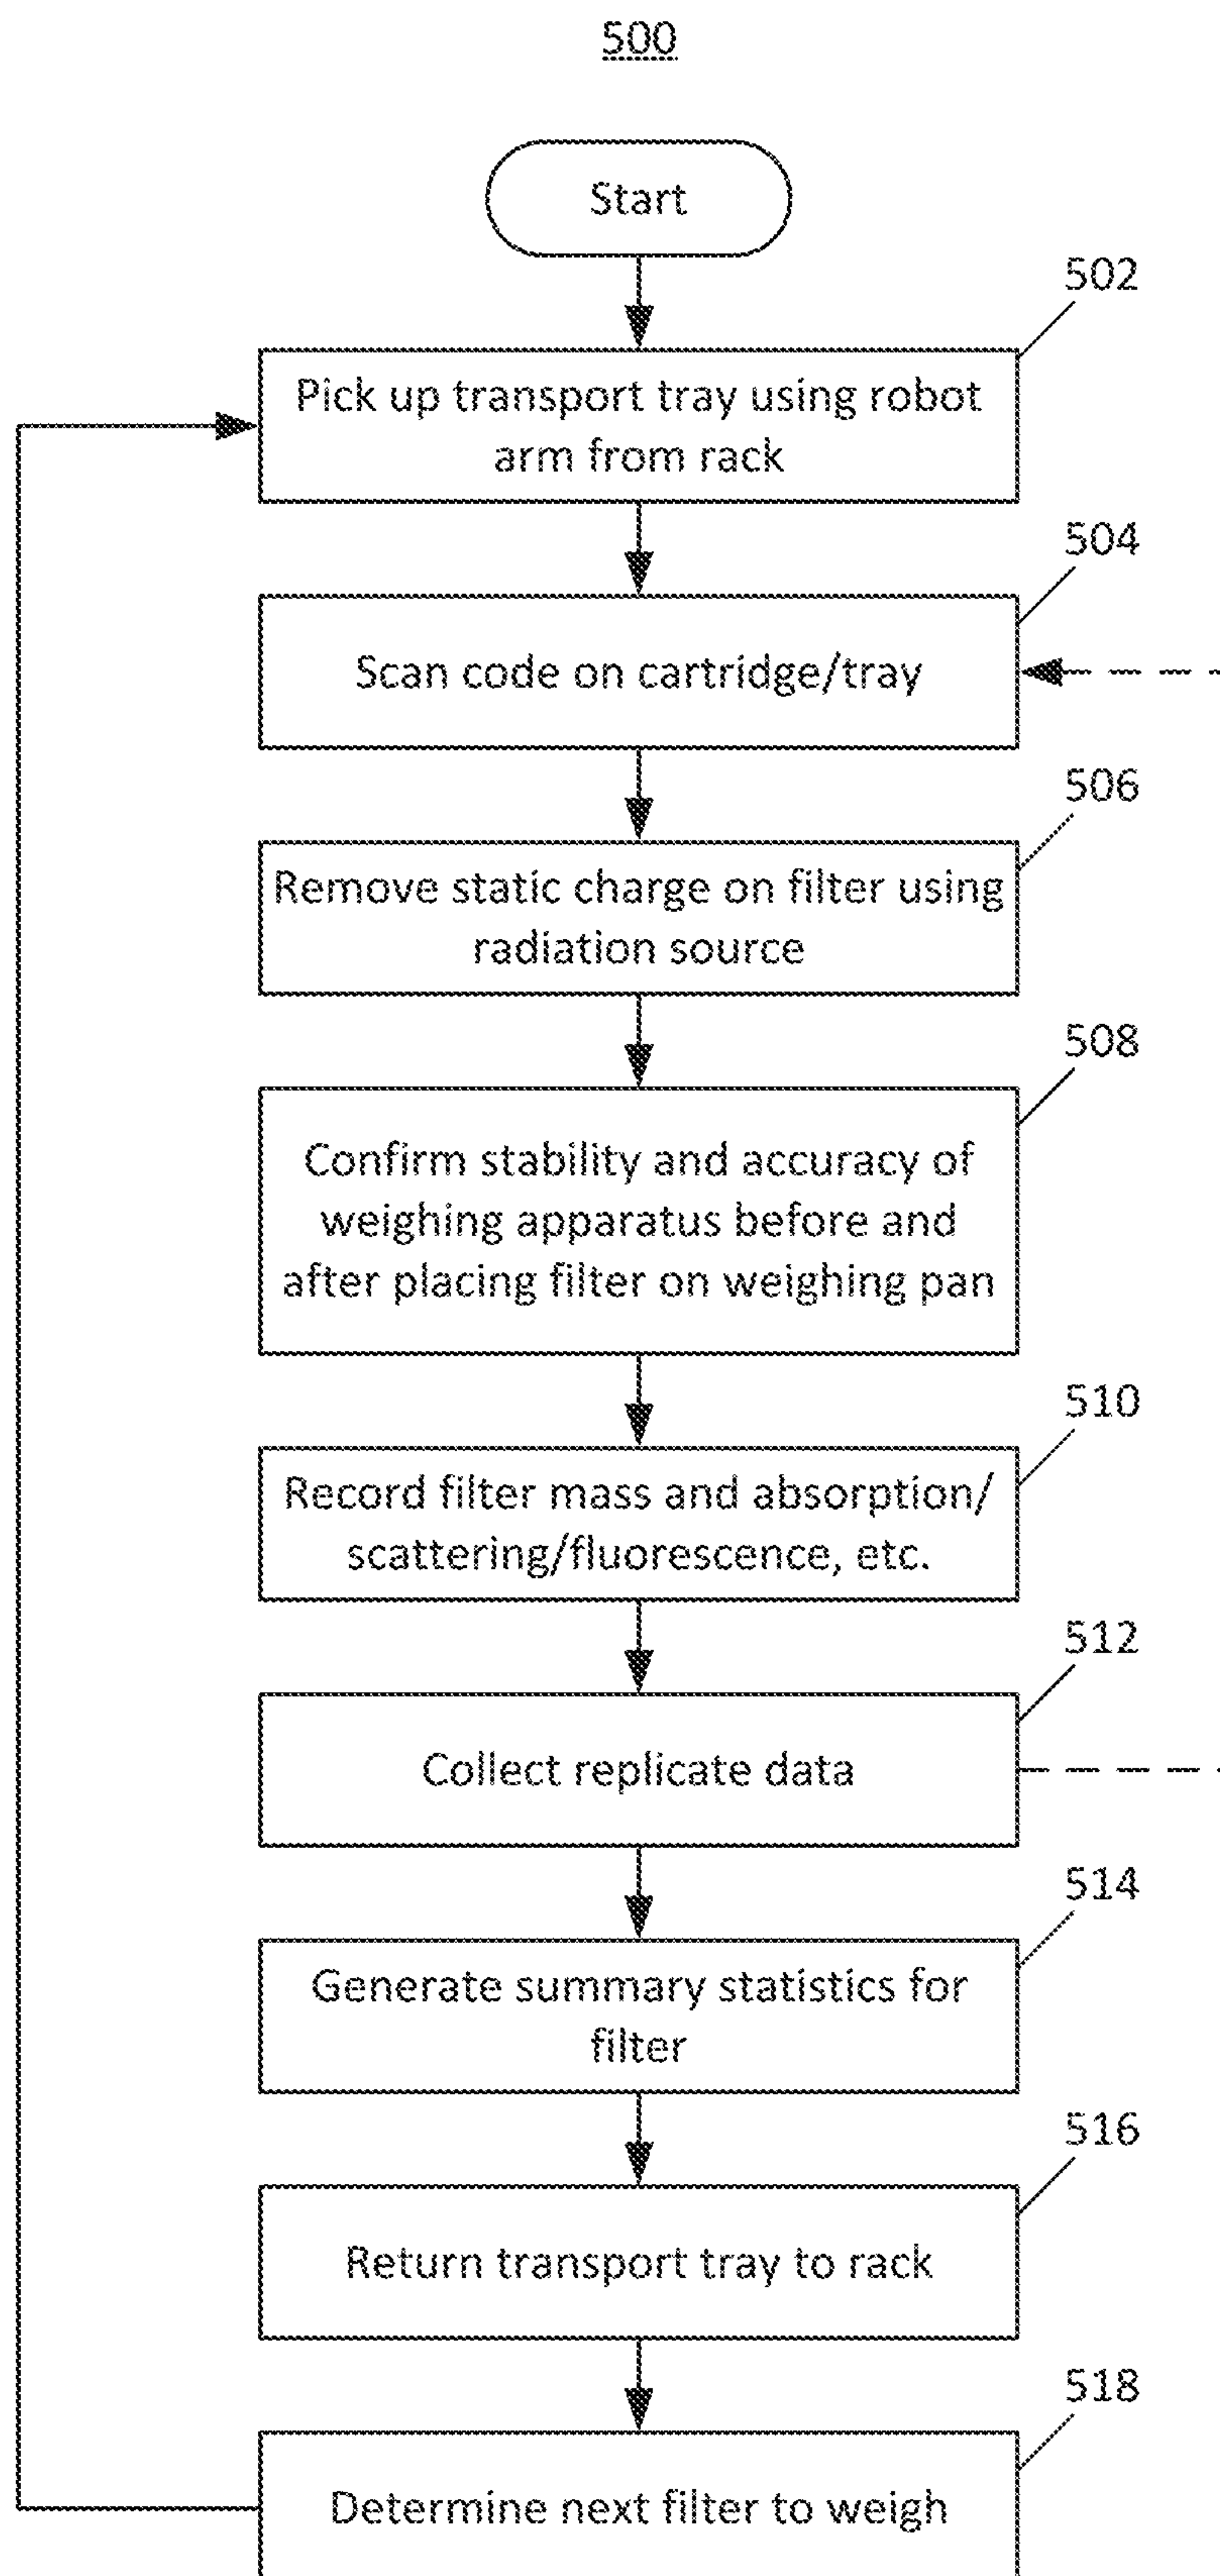 500
Start
502
Pick up transport tray using robot
arm from rack
504
Scan code on cartridge/tray
506
Remove static charge on filter using
radiation source
508
Confirm stability and accuracy of
weighing apparatus before and
after placing filter on weighing pan
510
Record filter mass and absorption/
scattering/fluorescence, etc.
512
Collect replicate data
514
Generate summary statistics for
filter
516
Return transport tray to rack
518
Determine next filter to weigh